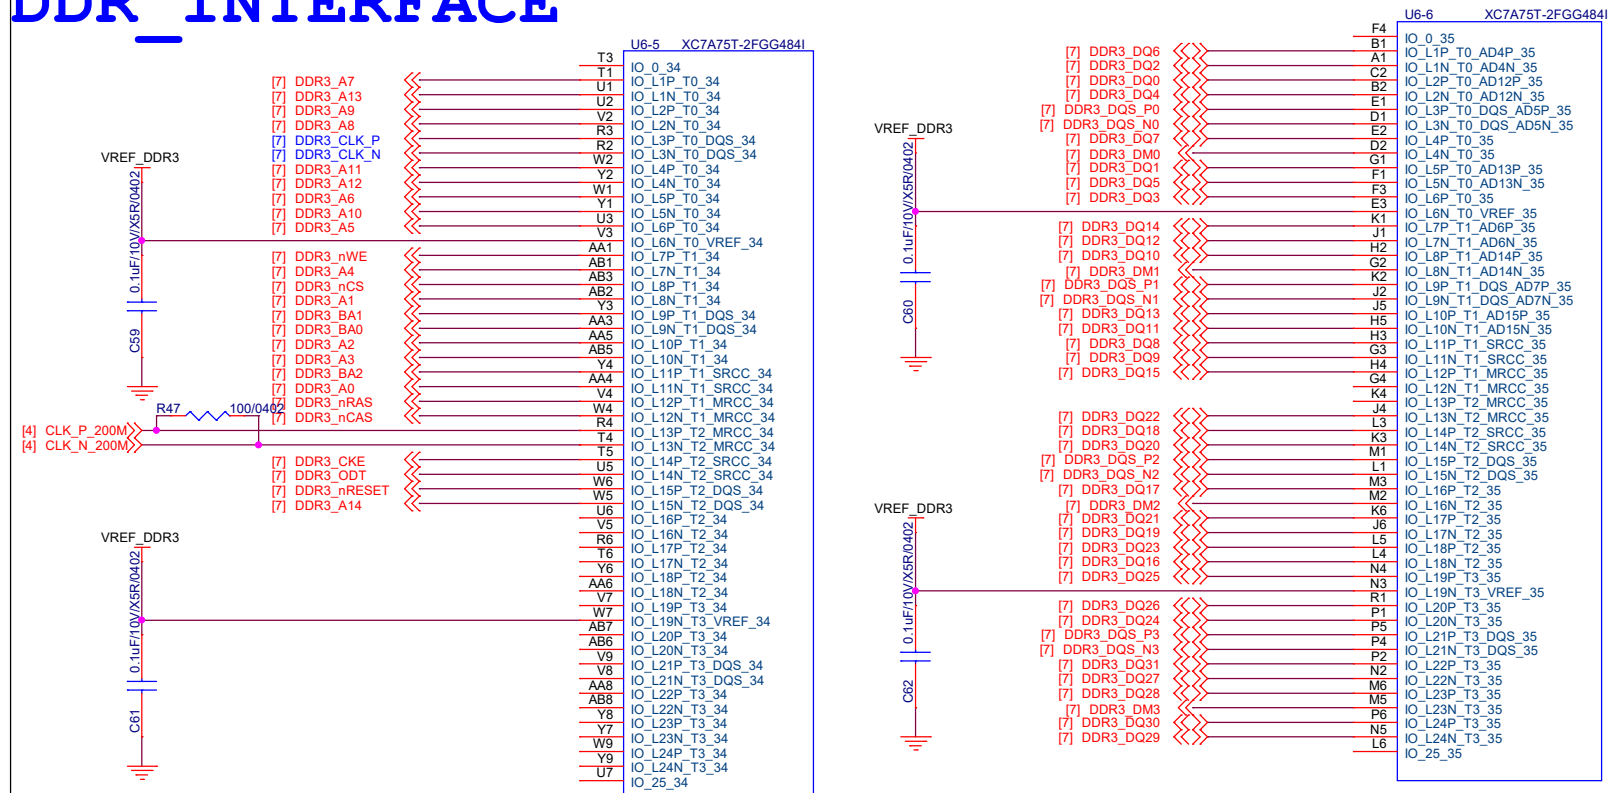 DDR_INTERFACE
U6-5 XC7A75T-2FGG484I
T3 IO_0_34
[7] DDR3_A7 T1 IO_L1P_T0_34
[7] DDR3_A13 U1 IO_L1N_T0_34
[7] DDR3_A9 U2 IO_L2P_T0_34
[7] DDR3_A8 V2 IO_L2N_T0_34
[7] DDR3_CLK_P R3 IO_L3P_T0_DQS_34
[7] DDR3_CLK_N R2 IO_L3N_T0_DQS_34
[7] DDR3_A11 W2 IO_L4P_T0_34
[7] DDR3_A12 Y2 IO_L4N_T0_34
[7] DDR3_A6 W1 IO_L5P_T0_34
[7] DDR3_A10 Y1 IO_L5N_T0_34
[7] DDR3_A5 U3 IO_L6P_T0_34
V3 IO_L6N_T0_VREF_34
[7] DDR3_nWE AA1 IO_L7P_T1_34
[7] DDR3_A4 AB1 IO_L7N_T1_34
[7] DDR3_nCS AB3 IO_L8P_T1_34
[7] DDR3_A1 AB2 IO_L8N_T1_34
[7] DDR3_BA1 Y3 IO_L9P_T1_DQS_34
[7] DDR3_BA0 AA3 IO_L9N_T1_DQS_34
[7] DDR3_A2 AA5 IO_L10P_T1_34
[7] DDR3_A3 AB5 IO_L10N_T1_34
[7] DDR3_BA2 Y4 IO_L11P_T1_SRCC_34
[7] DDR3_A0 AA4 IO_L11N_T1_SRCC_34
[7] DDR3_nRAS V4 IO_L12P_T1_MRCC_34
[7] DDR3_nCAS W4 IO_L12N_T1_MRCC_34
[4] CLK_P_200M R4 IO_L13P_T2_MRCC_34
[4] CLK_N_200M T4 IO_L13N_T2_MRCC_34
[7] DDR3_CKE T5 IO_L14P_T2_SRCC_34
[7] DDR3_ODT U5 IO_L14N_T2_SRCC_34
[7] DDR3_nRESET W6 IO_L15P_T2_DQS_34
[7] DDR3_A14 W5 IO_L15N_T2_DQS_34
U6 IO_L16P_T2_34
V5 IO_L16N_T2_34
R6 IO_L17P_T2_34
T6 IO_L17N_T2_34
Y6 IO_L18P_T2_34
AA6 IO_L18N_T2_34
V7 IO_L19P_T3_34
W7 IO_L19N_T3_VREF_34
AB7 IO_L20P_T3_34
AB6 IO_L20N_T3_34
V9 IO_L21P_T3_DQS_34
V8 IO_L21N_T3_DQS_34
AA8 IO_L22P_T3_34
AB8 IO_L22N_T3_34
Y8 IO_L23P_T3_34
Y7 IO_L23N_T3_34
W9 IO_L24P_T3_34
Y9 IO_L24N_T3_34
U7 IO_25_34
VREF_DDR3
0.1uF/10V/X5R/0402
C59
R47 100/0402
VREF_DDR3
0.1uF/10V/X5R/0402
C61
U6-6 XC7A75T-2FGG484I
F4 IO_0_35
[7] DDR3_DQ6 B1 IO_L1P_T0_AD4P_35
[7] DDR3_DQ2 A1 IO_L1N_T0_AD4N_35
[7] DDR3_DQ0 C2 IO_L2P_T0_AD12P_35
[7] DDR3_DQ4 B2 IO_L2N_T0_AD12N_35
[7] DDR3_DQS_P0 E1 IO_L3P_T0_DQS_AD5P_35
[7] DDR3_DQS_N0 D1 IO_L3N_T0_DQS_AD5N_35
[7] DDR3_DQ7 E2 IO_L4P_T0_35
[7] DDR3_DM0 D2 IO_L4N_T0_35
[7] DDR3_DQ1 G1 IO_L5P_T0_AD13P_35
[7] DDR3_DQ5 F1 IO_L5N_T0_AD13N_35
[7] DDR3_DQ3 F3 IO_L6P_T0_35
E3 IO_L6N_T0_VREF_35
[7] DDR3_DQ14 K1 IO_L7P_T1_AD6P_35
[7] DDR3_DQ12 J1 IO_L7N_T1_AD6N_35
[7] DDR3_DQ10 H2 IO_L8P_T1_AD14P_35
[7] DDR3_DM1 G2 IO_L8N_T1_AD14N_35
[7] DDR3_DQS_P1 K2 IO_L9P_T1_DQS_AD7P_35
[7] DDR3_DQS_N1 J2 IO_L9N_T1_DQS_AD7N_35
[7] DDR3_DQ13 J5 IO_L10P_T1_AD15P_35
[7] DDR3_DQ11 H5 IO_L10N_T1_AD15N_35
[7] DDR3_DQ8 H3 IO_L11P_T1_SRCC_35
[7] DDR3_DQ9 G3 IO_L11N_T1_SRCC_35
[7] DDR3_DQ15 H4 IO_L12P_T1_MRCC_35
G4 IO_L12N_T1_MRCC_35
K4 IO_L13P_T2_MRCC_35
[7] DDR3_DQ22 J4 IO_L13N_T2_MRCC_35
[7] DDR3_DQ18 L3 IO_L14P_T2_SRCC_35
[7] DDR3_DQ20 K3 IO_L14N_T2_SRCC_35
[7] DDR3_DQS_P2 M1 IO_L15P_T2_DQS_35
[7] DDR3_DQS_N2 L1 IO_L15N_T2_DQS_35
[7] DDR3_DQ17 M3 IO_L16P_T2_35
[7] DDR3_DM2 M2 IO_L16N_T2_35
[7] DDR3_DQ21 K6 IO_L17P_T2_35
[7] DDR3_DQ19 J6 IO_L17N_T2_35
[7] DDR3_DQ23 L5 IO_L18P_T2_35
[7] DDR3_DQ16 L4 IO_L18N_T2_35
[7] DDR3_DQ25 N4 IO_L19P_T3_35
N3 IO_L19N_T3_VREF_35
[7] DDR3_DQ26 R1 IO_L20P_T3_35
[7] DDR3_DQ24 P1 IO_L20N_T3_35
[7] DDR3_DQS_P3 P5 IO_L21P_T3_DQS_35
[7] DDR3_DQS_N3 P4 IO_L21N_T3_DQS_35
[7] DDR3_DQ31 P2 IO_L22P_T3_35
[7] DDR3_DQ27 N2 IO_L22N_T3_35
[7] DDR3_DQ28 M6 IO_L23P_T3_35
[7] DDR3_DM3 M5 IO_L23N_T3_35
[7] DDR3_DQ30 P6 IO_L24P_T3_35
[7] DDR3_DQ29 N5 IO_L24N_T3_35
L6 IO_25_35
VREF_DDR3
0.1uF/10V/X5R/0402
C60
VREF_DDR3
0.1uF/10V/X5R/0402
C62